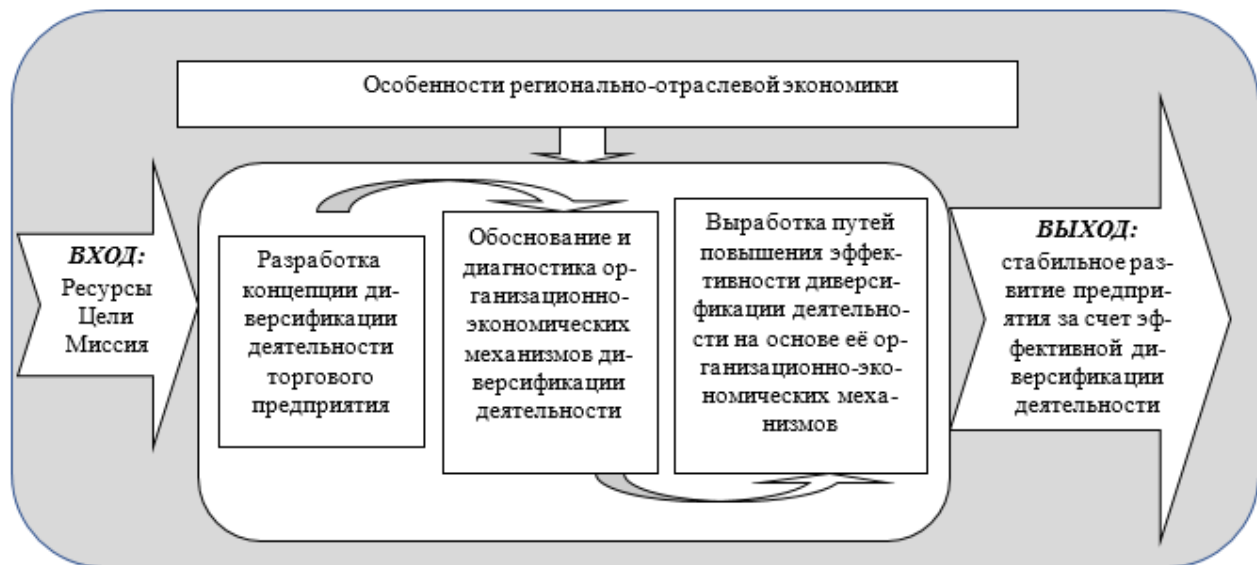 Особенности регионально-отраслевой экономики
ВХОД:
Ресурсы
Цели
Миссия
Разработка
концепции ди-
версификации
деятельности
торгового
предприятия
Обоснование и
диагностика ор-
ганизационно-
экономических
механизмов ди-
версификации
деятельности
Выработка путей
повышения эффек-
тивности диверси-
фикации деятельно-
сти на основе её ор-
ганизационно-эко-
номических меха-
низмов
ВЫХОД:
стабильное раз-
витие предпри-
ятия за счет эф-
фективной ди-
версификации
деятельности